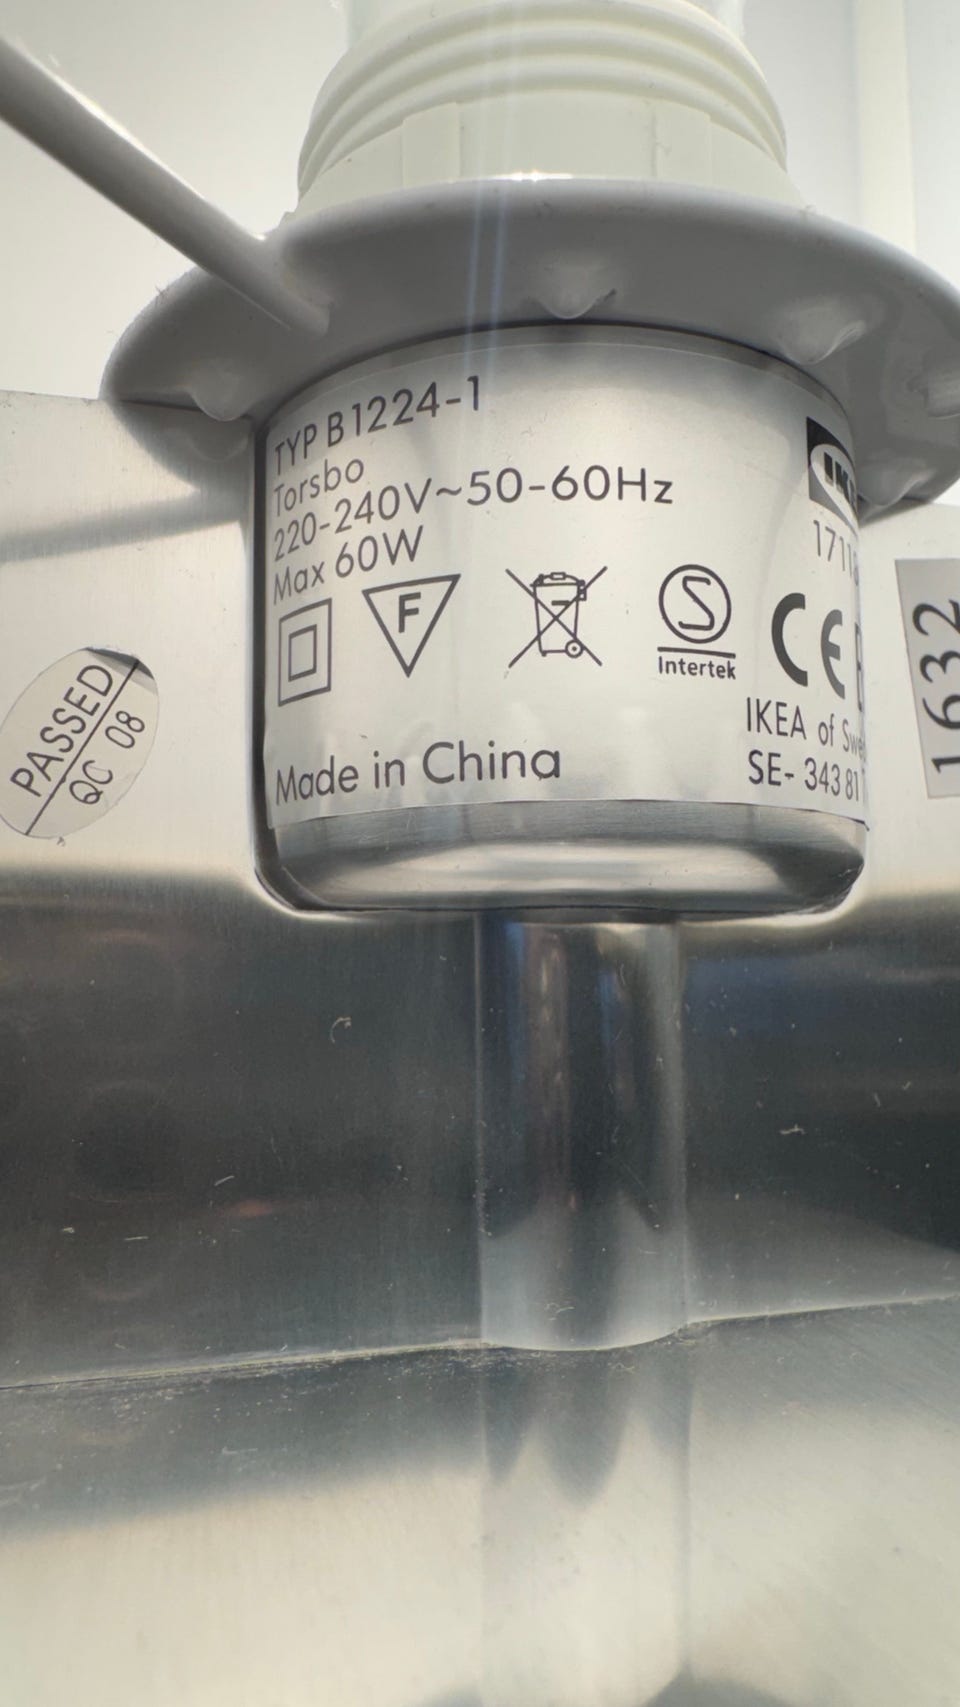 TYP B1224-1
Torsbo
220-240V~50-60Hz
Max 60W
F
S
Intertek
CE
Made in China
IKEA of
SE- 343 81
PASSED
QC 08
1632